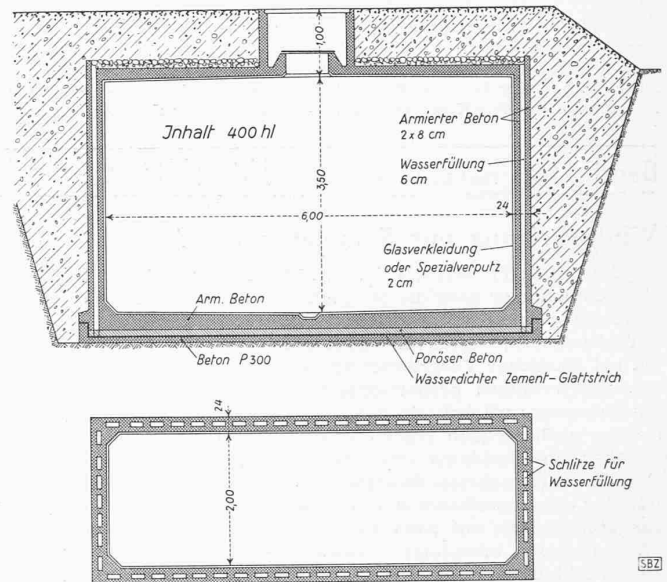 1,00
Inhalt 400 hl
Armierter Beton
2 x 8 cm
Wasserfüllung
6 cm
3,50
6,00
24
Glasverkleidung
oder Spezialverputz
2 cm
Arm. Beton
Beton P 300
Poröser Beton
Wasserdichter Zement-Glattstrich
24
2,00
Schlitze für
Wasserfüllung
SBZ